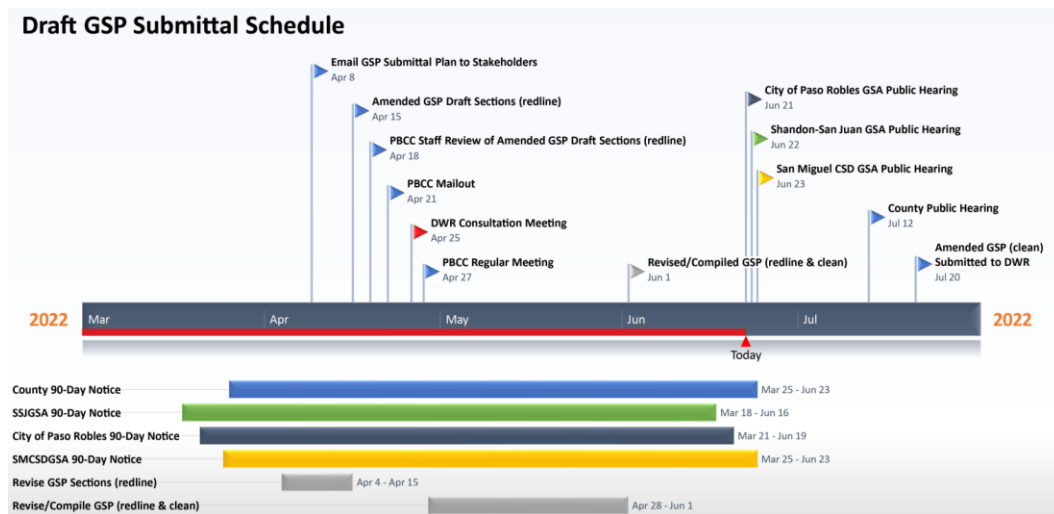 Draft GSP Submittal Schedule
Email GSP Submittal Plan to Stakeholders
Apr 8
Amended GSP Draft Sections (redline)
Apr 15
PBCC Staff Review of Amended GSP Draft Sections (redline)
Apr 18
PBCC Mailout
Apr 21
DWR Consultation Meeting
Apr 25
PBCC Regular Meeting
Apr 27
Revised/Compiled GSP (redline & clean)
Jun 1
City of Paso Robles GSA Public Hearing
Jun 21
Shandon-San Juan GSA Public Hearing
Jun 22
San Miguel CSD GSA Public Hearing
Jun 23
County Public Hearing
Jul 12
Amended GSP (clean)
Submitted to DWR
Jul 20
2022 Mar Apr May Jun Jul 2022
Today
County 90-Day Notice Mar 25 - Jun 23
SSJGSA 90-Day Notice Mar 18 - Jun 16
City of Paso Robles 90-Day Notice Mar 21 - Jun 19
SMCSDGSA 90-Day Notice Mar 25 - Jun 23
Revise GSP Sections (redline) Apr 4 - Apr 15
Revise/Compile GSP (redline & clean) Apr 28 - Jun 1